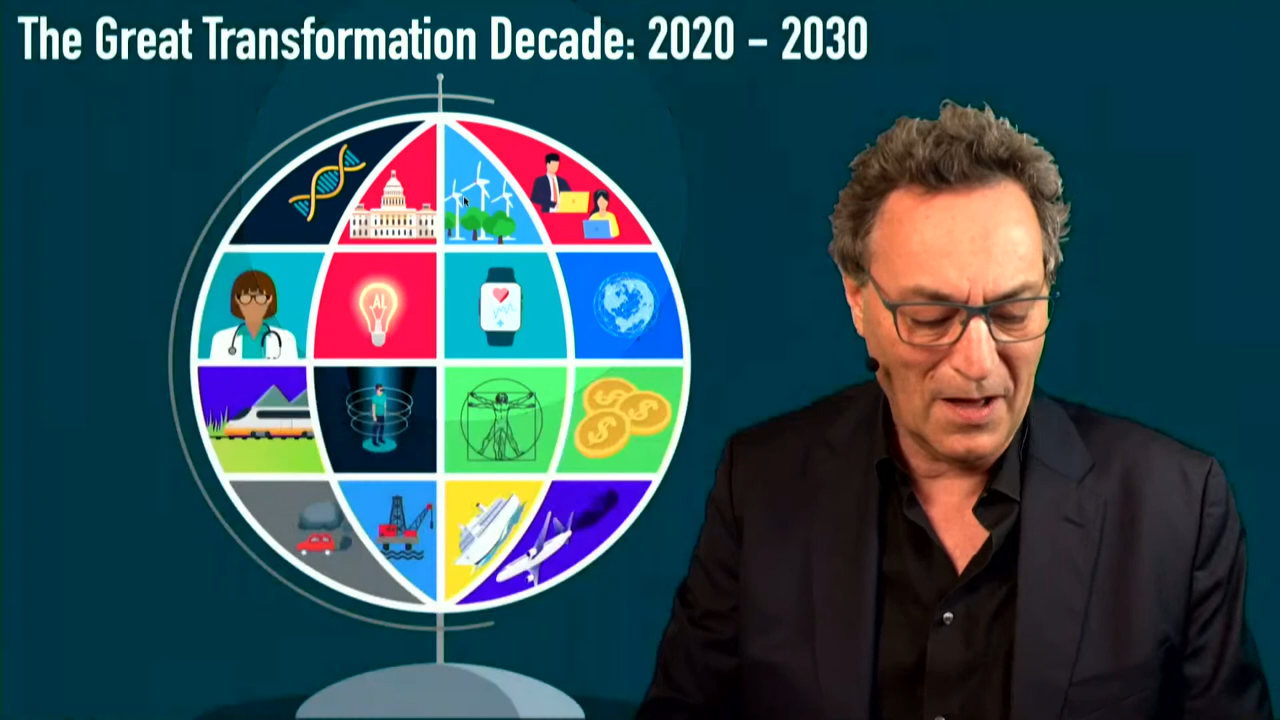 The Great Transformation Decade: 2020 – 2030
AI
$
$
$